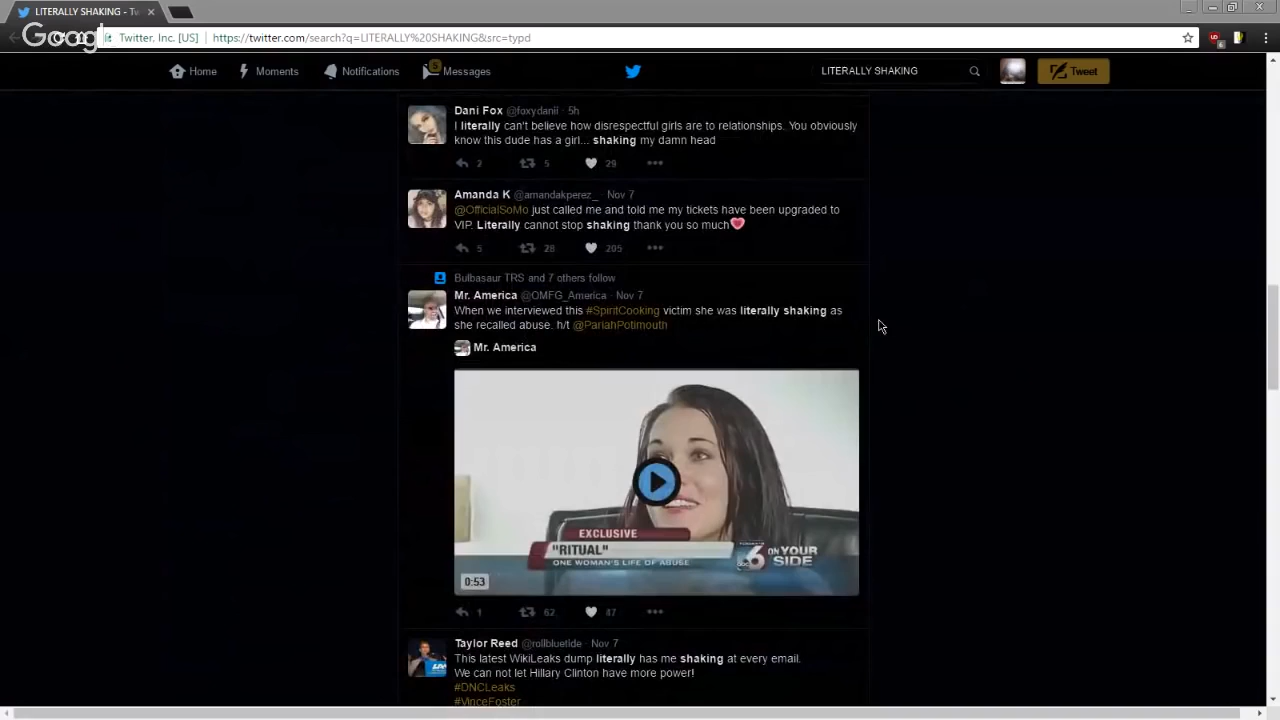 LITERALLY SHAKING - Tw
Google
Twitter, Inc. [US] https://twitter.com/search?q=LITERALLY%20SHAKING&src=typd
Home Moments Notifications 5 Messages LITERALLY SHAKING Tweet
Dani Fox @foxydanii · 5h
I literally can't believe how disrespectful girls are to relationships. You obviously
know this dude has a girl... shaking my damn head
2 5 29
Amanda K @amandakperez_ · Nov 7
@OfficialSoMo just called me and told me my tickets have been upgraded to
VIP. Literally cannot stop shaking thank you so much
5 28 205
Bulbasaur TRS and 7 others follow
Mr. America @OMFG_America · Nov 7
When we interviewed this #SpiritCooking victim she was literally shaking as
she recalled abuse. h/t @PariahPotimouth
Mr. America
EXCLUSIVE
"RITUAL"
ONE WOMAN'S LIFE OF ABUSE
6 ON YOUR SIDE
abc
0:53
1 62 47
Taylor Reed @rollbluetide · Nov 7
This latest WikiLeaks dump literally has me shaking at every email.
We can not let Hillary Clinton have more power!
#DNCLeaks
#VinceFoster